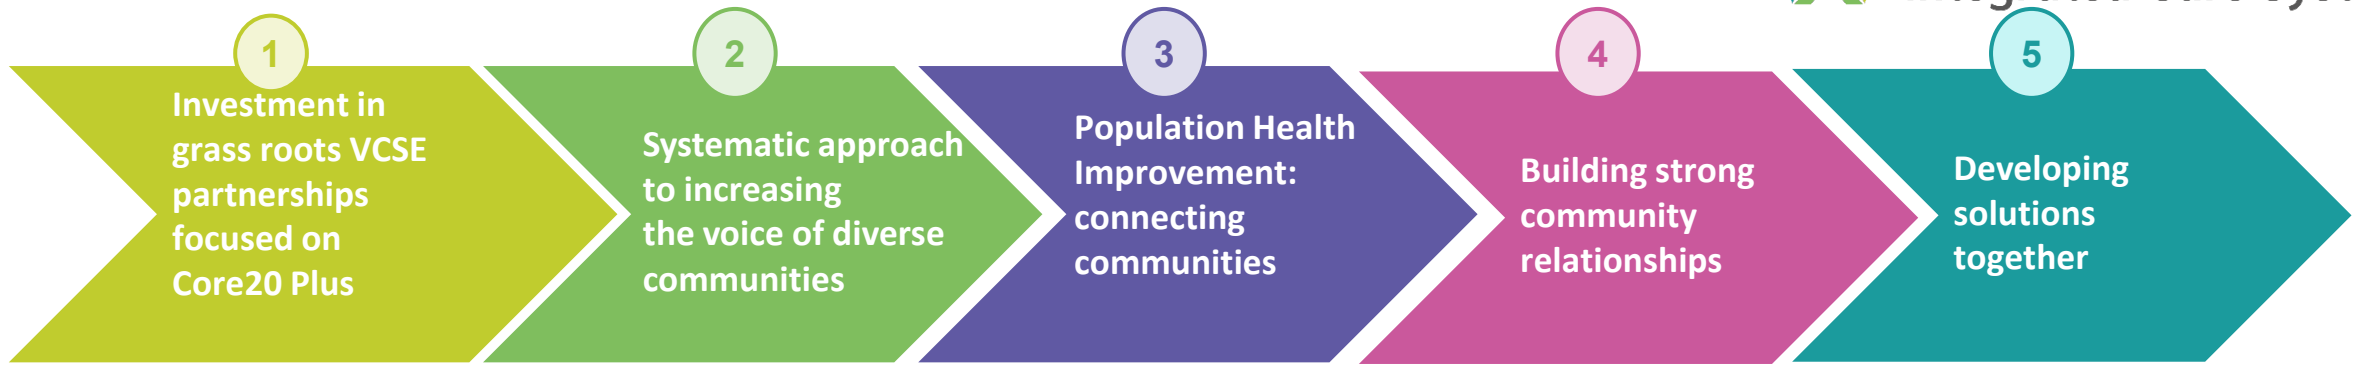 1
Investment in
grass roots VCSE
partnerships
focused on
Core20 Plus
2
Systematic approach
to increasing
the voice of diverse
communities
3
Population Health
Improvement:
connecting
communities
4
Building strong
community
relationships
5
Developing
solutions
together